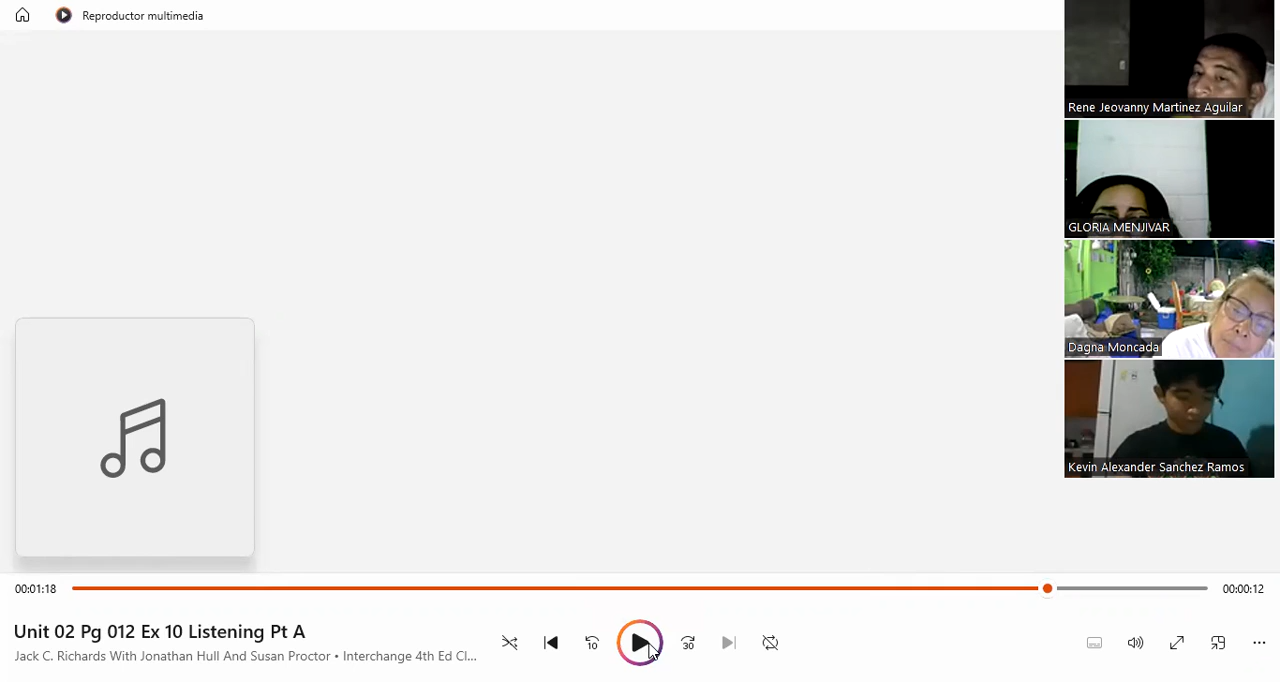 Reproductor multimedia
Rene Jeovanny Martinez Aguilar
GLORIA MENJIVAR
Dagna Moncada
Kevin Alexander Sanchez Ramos
00:01:18
00:00:12
Unit 02 Pg 012 Ex 10 Listening Pt A
Jack C. Richards With Jonathan Hull And Susan Proctor • Interchange 4th Ed Cl...
10
30